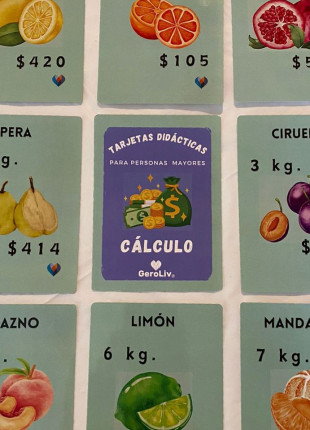 $420
$105
$5
PERA
g.
$414
TARJETAS DIDÁCTICAS
PARA PERSONAS MAYORES
$
CÁLCULO
GeroLiv®
CIRUE
3 kg.
$
AZNO
g.
LIMÓN
6 kg.
MANDA
7 kg.